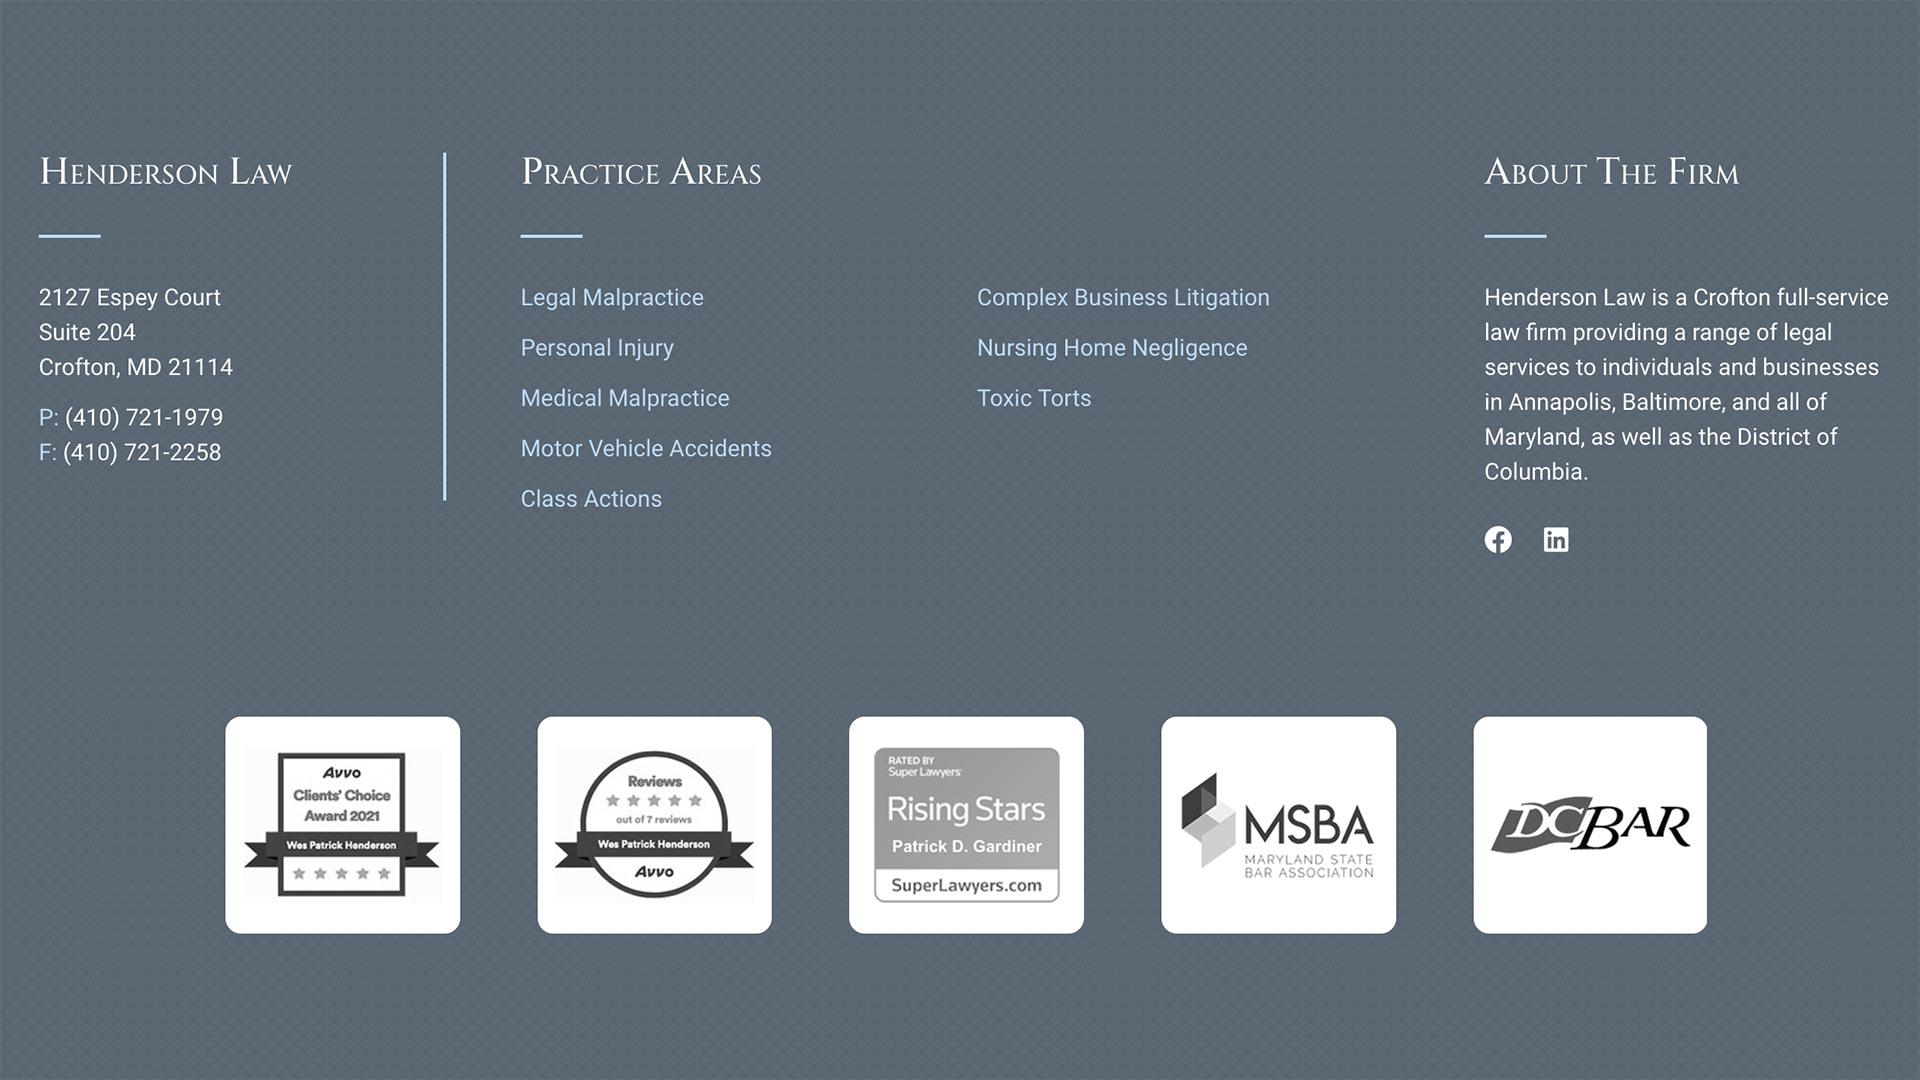 Henderson Law
2127 Espey Court
Suite 204
Crofton, MD 21114
P: (410) 721-1979
F: (410) 721-2258
Practice Areas
Legal Malpractice
Personal Injury
Medical Malpractice
Motor Vehicle Accidents
Class Actions
Complex Business Litigation
Nursing Home Negligence
Toxic Torts
About The Firm
Henderson Law is a Crofton full-service
law firm providing a range of legal
services to individuals and businesses
in Annapolis, Baltimore, and all of
Maryland, as well as the District of
Columbia.
Avvo
Clients' Choice
Award 2021
Wes Patrick Henderson
Reviews
out of 7 reviews
Wes Patrick Henderson
Avvo
RATED BY
Super Lawyers
Rising Stars
Patrick D. Gardiner
SuperLawyers.com
MSBA
MARYLAND STATE
BAR ASSOCIATION
DCBAR